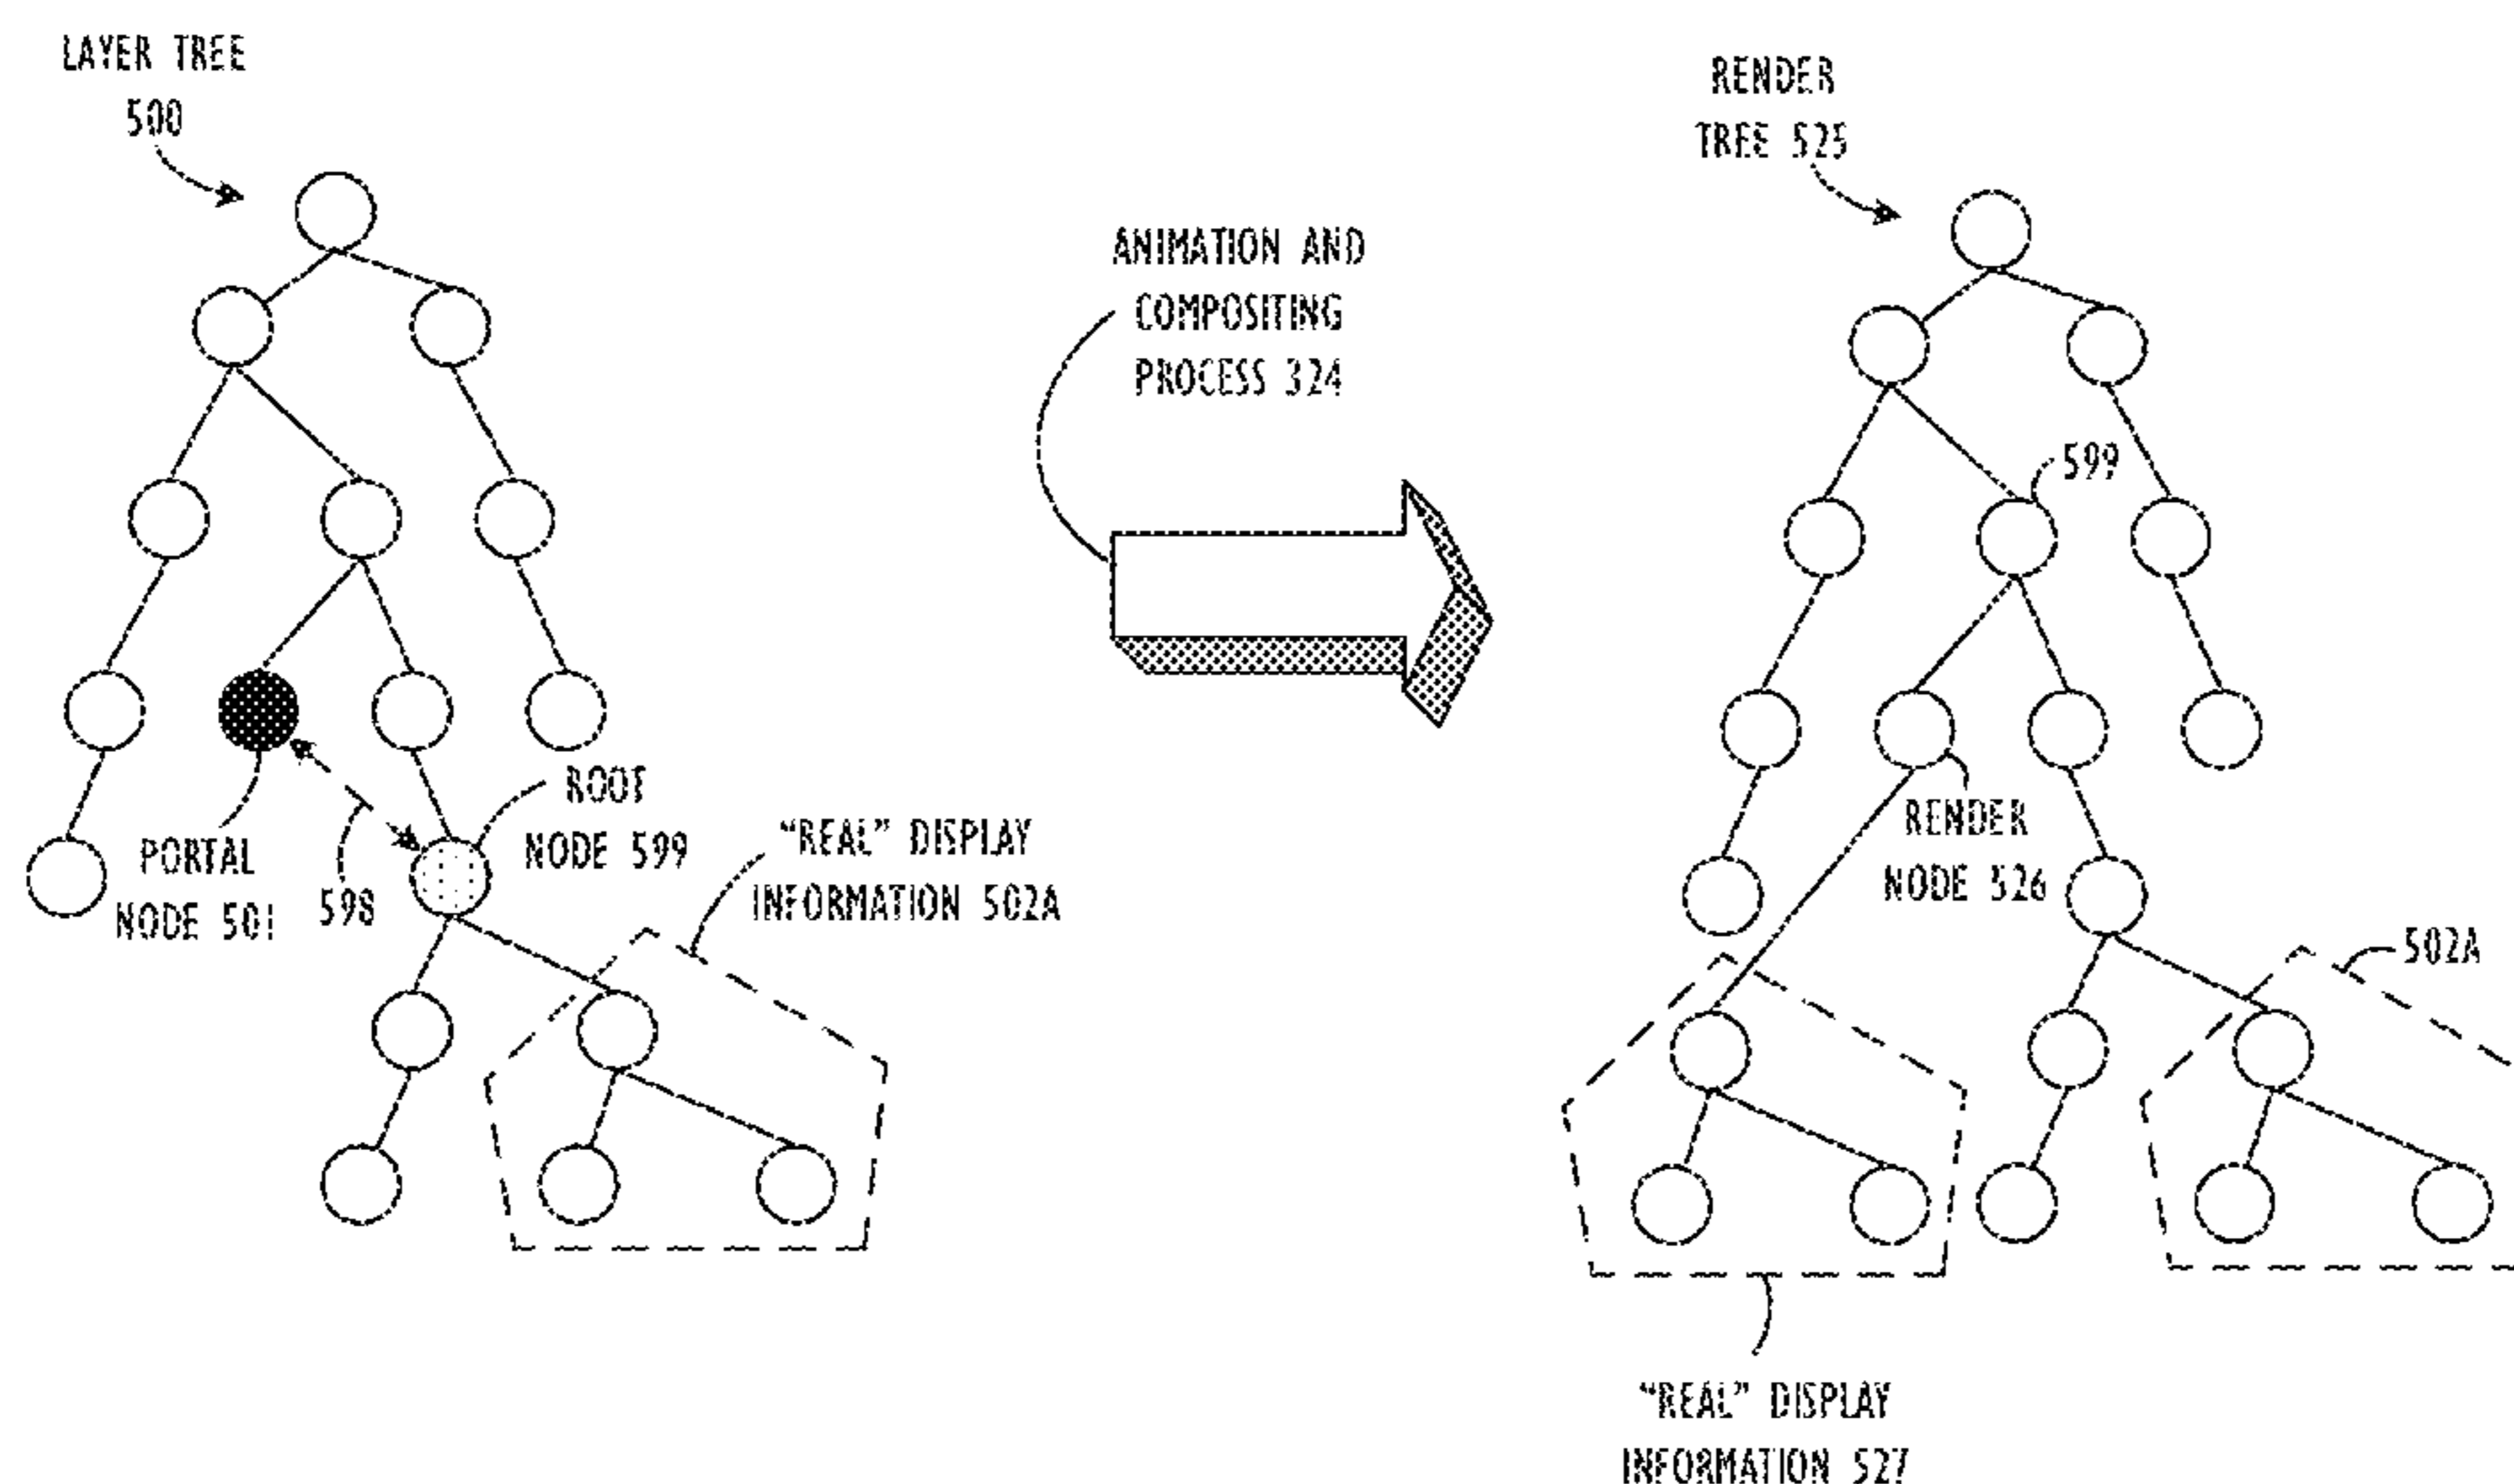 LAYER TREE
500
PORTAL
NODE 501
598
ROOT
NODE 599
“REAL” DISPLAY
INFORMATION 502A
ANIMATION AND
COMPOSITING
PROCESS 324
RENDER
TREE 525
599
RENDER
NODE 526
502A
“REAL” DISPLAY
INFORMATION 527